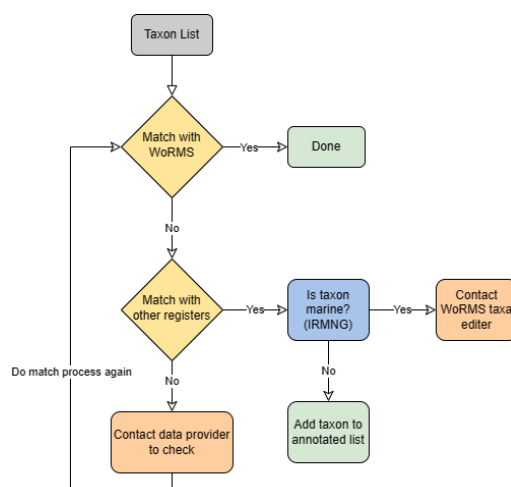 Taxon List
Match with
WoRMS
Yes
Done
No
Match with
other registers
Yes
Is taxon
marine?
(IRMNG)
Yes
Contact
WoRMS taxa
editer
No
Do match process again
No
Contact data provider
to check
Add taxon to
annotated list